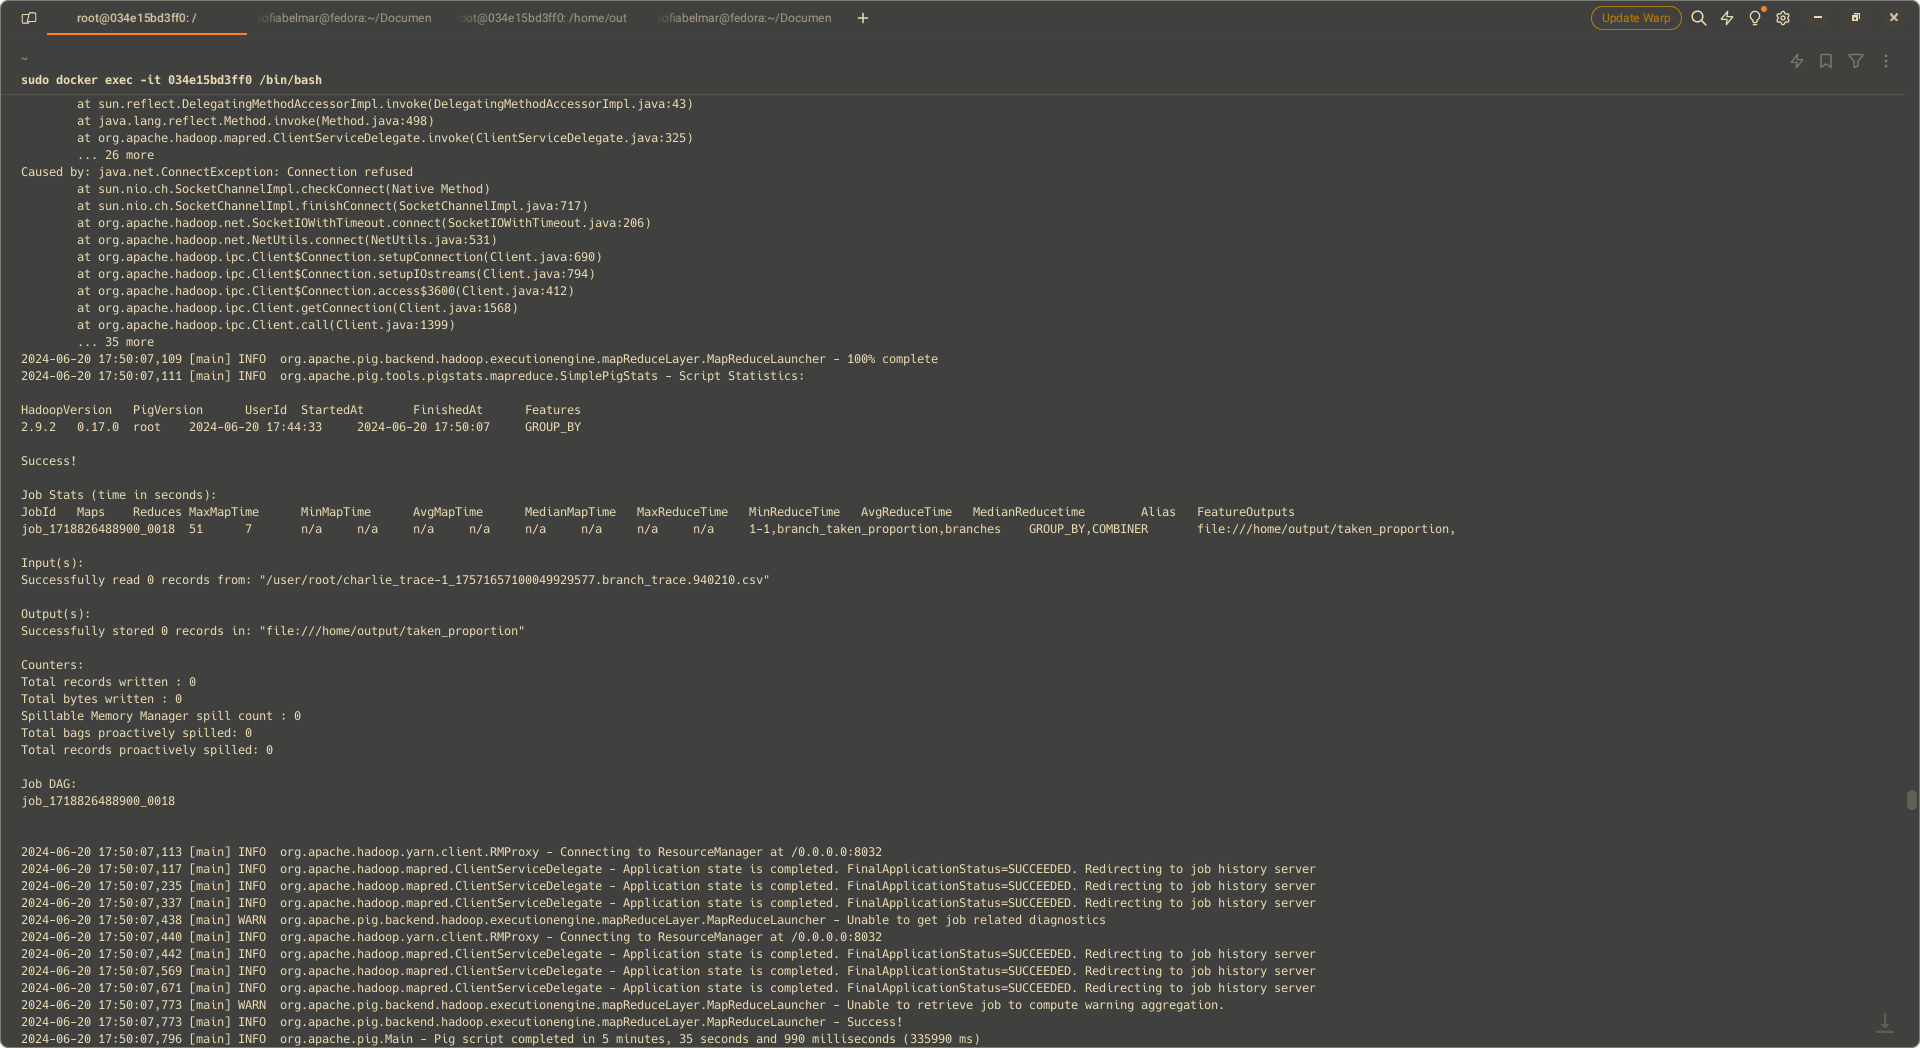 root@034e15bd3ff0: /
ofiabelmar@fedora:~/Documen
oot@034e15bd3ff0: /home/out
ofiabelmar@fedora:~/Documen
+
Update Warp
~
sudo docker exec -it 034e15bd3ff0 /bin/bash
at sun.reflect.DelegatingMethodAccessorImpl.invoke(DelegatingMethodAccessorImpl.java:43)
at java.lang.reflect.Method.invoke(Method.java:498)
at org.apache.hadoop.mapred.ClientServiceDelegate.invoke(ClientServiceDelegate.java:325)
... 26 more
Caused by: java.net.ConnectException: Connection refused
at sun.nio.ch.SocketChannelImpl.checkConnect(Native Method)
at sun.nio.ch.SocketChannelImpl.finishConnect(SocketChannelImpl.java:717)
at org.apache.hadoop.net.SocketIOWithTimeout.connect(SocketIOWithTimeout.java:206)
at org.apache.hadoop.net.NetUtils.connect(NetUtils.java:531)
at org.apache.hadoop.ipc.Client$Connection.setupConnection(Client.java:690)
at org.apache.hadoop.ipc.Client$Connection.setupIOstreams(Client.java:794)
at org.apache.hadoop.ipc.Client$Connection.access$3600(Client.java:412)
at org.apache.hadoop.ipc.Client.getConnection(Client.java:1568)
at org.apache.hadoop.ipc.Client.call(Client.java:1399)
... 35 more
2024-06-20 17:50:07,109 [main] INFO  org.apache.pig.backend.hadoop.executionengine.mapReduceLayer.MapReduceLauncher - 100% complete
2024-06-20 17:50:07,111 [main] INFO  org.apache.pig.tools.pigstats.mapreduce.SimplePigStats - Script Statistics:
HadoopVersion PigVersion UserId StartedAt FinishedAt Features
2.9.2 0.17.0 root 2024-06-20 17:44:33 2024-06-20 17:50:07 GROUP_BY
Success!
Job Stats (time in seconds):
JobId Maps Reduces MaxMapTime MinMapTime AvgMapTime MedianMapTime MaxReduceTime MinReduceTime AvgReduceTime MedianReducetime Alias FeatureOutputs
job_1718826488900_0018 51 7 n/a n/a n/a n/a n/a n/a n/a n/a 1-1,branch_taken_proportion,branches GROUP_BY,COMBINER file:///home/output/taken_proportion,
Input(s):
Successfully read 0 records from: "/user/root/charlie_trace-1_17571657100049929577.branch_trace.940210.csv"
Output(s):
Successfully stored 0 records in: "file:///home/output/taken_proportion"
Counters:
Total records written : 0
Total bytes written : 0
Spillable Memory Manager spill count : 0
Total bags proactively spilled: 0
Total records proactively spilled: 0
Job DAG:
job_1718826488900_0018
2024-06-20 17:50:07,113 [main] INFO  org.apache.hadoop.yarn.client.RMProxy - Connecting to ResourceManager at /0.0.0.0:8032
2024-06-20 17:50:07,117 [main] INFO  org.apache.hadoop.mapred.ClientServiceDelegate - Application state is completed. FinalApplicationStatus=SUCCEEDED. Redirecting to job history server
2024-06-20 17:50:07,235 [main] INFO  org.apache.hadoop.mapred.ClientServiceDelegate - Application state is completed. FinalApplicationStatus=SUCCEEDED. Redirecting to job history server
2024-06-20 17:50:07,337 [main] INFO  org.apache.hadoop.mapred.ClientServiceDelegate - Application state is completed. FinalApplicationStatus=SUCCEEDED. Redirecting to job history server
2024-06-20 17:50:07,438 [main] WARN  org.apache.pig.backend.hadoop.executionengine.mapReduceLayer.MapReduceLauncher - Unable to get job related diagnostics
2024-06-20 17:50:07,440 [main] INFO  org.apache.hadoop.yarn.client.RMProxy - Connecting to ResourceManager at /0.0.0.0:8032
2024-06-20 17:50:07,442 [main] INFO  org.apache.hadoop.mapred.ClientServiceDelegate - Application state is completed. FinalApplicationStatus=SUCCEEDED. Redirecting to job history server
2024-06-20 17:50:07,569 [main] INFO  org.apache.hadoop.mapred.ClientServiceDelegate - Application state is completed. FinalApplicationStatus=SUCCEEDED. Redirecting to job history server
2024-06-20 17:50:07,671 [main] INFO  org.apache.hadoop.mapred.ClientServiceDelegate - Application state is completed. FinalApplicationStatus=SUCCEEDED. Redirecting to job history server
2024-06-20 17:50:07,773 [main] WARN  org.apache.pig.backend.hadoop.executionengine.mapReduceLayer.MapReduceLauncher - Unable to retrieve job to compute warning aggregation.
2024-06-20 17:50:07,773 [main] INFO  org.apache.pig.backend.hadoop.executionengine.mapReduceLayer.MapReduceLauncher - Success!
2024-06-20 17:50:07,796 [main] INFO  org.apache.pig.Main - Pig script completed in 5 minutes, 35 seconds and 990 milliseconds (335990 ms)